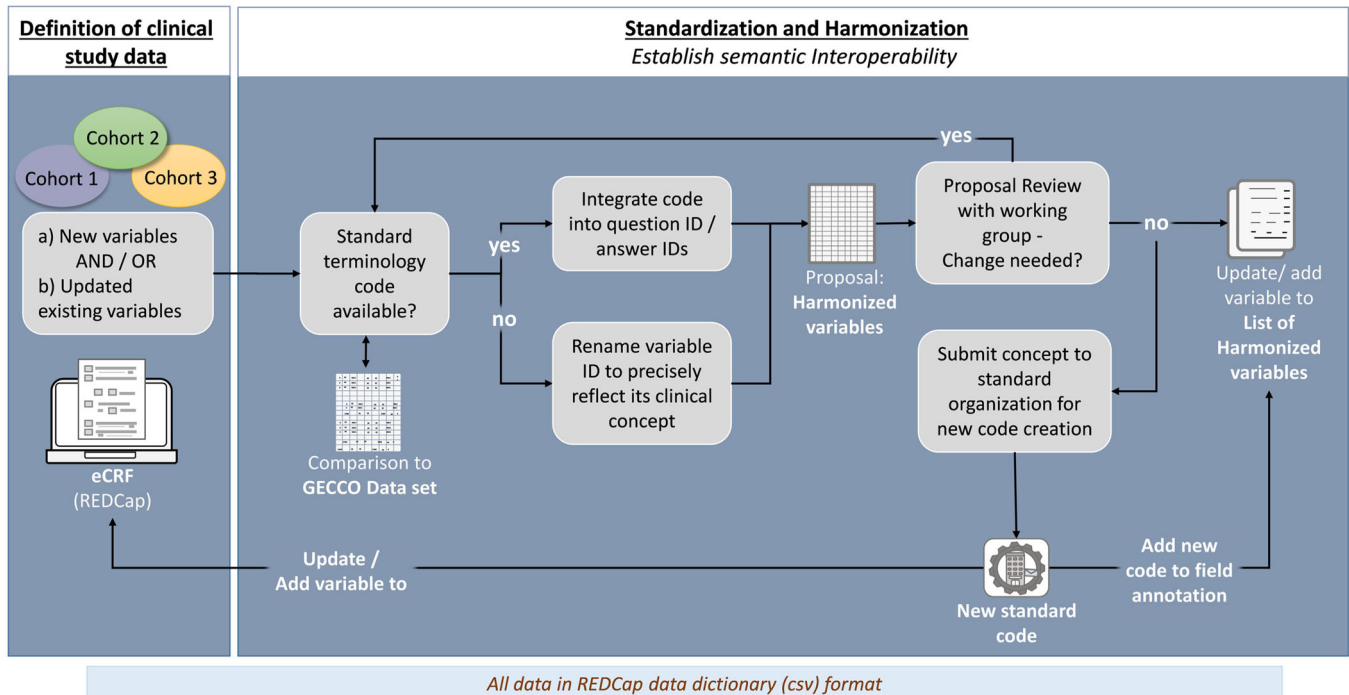 Definition of clinical
study data
Standardization and Harmonization
Establish semantic Interoperability
Cohort 1
Cohort 2
Cohort 3
a) New variables
AND / OR
b) Updated
existing variables
eCRF
(REDCap)
Standard
terminology
code
available?
Comparison to
GECCO Data set
yes
no
Integrate code
into question ID /
answer IDs
Rename variable
ID to precisely
reflect its clinical
concept
Proposal:
Harmonized
variables
yes
Proposal Review
with working
group -
Change needed?
no
Update/ add
variable to
List of
Harmonized
variables
Submit concept to
standard
organization for
new code creation
New standard
code
Add new
code to field
annotation
Update /
Add variable to
All data in REDCap data dictionary (csv) format